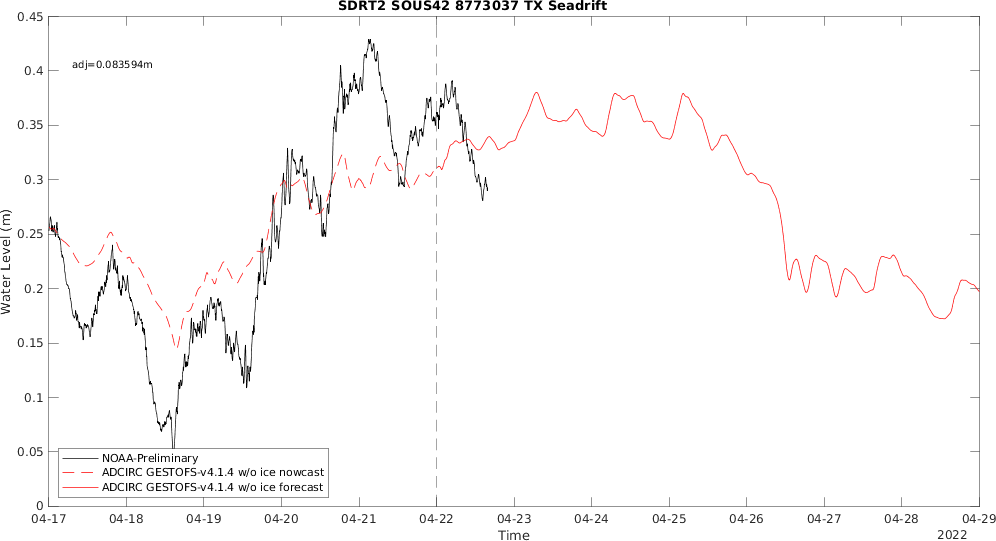 SDRT2 SOUS42 8773037 TX Seadrift
0.45
adj=0.083594m
0.4
0.35
0.3
0.25
0.2
0.15
0.1
0.05
0
Water Level (m)
NOAA-Preliminary
ADCIRC GESTOFS-v4.1.4 w/o ice nowcast
ADCIRC GESTOFS-v4.1.4 w/o ice forecast
04-17 04-18 04-19 04-20 04-21 04-22 04-23 04-24 04-25 04-26 04-27 04-28 04-29
Time
2022